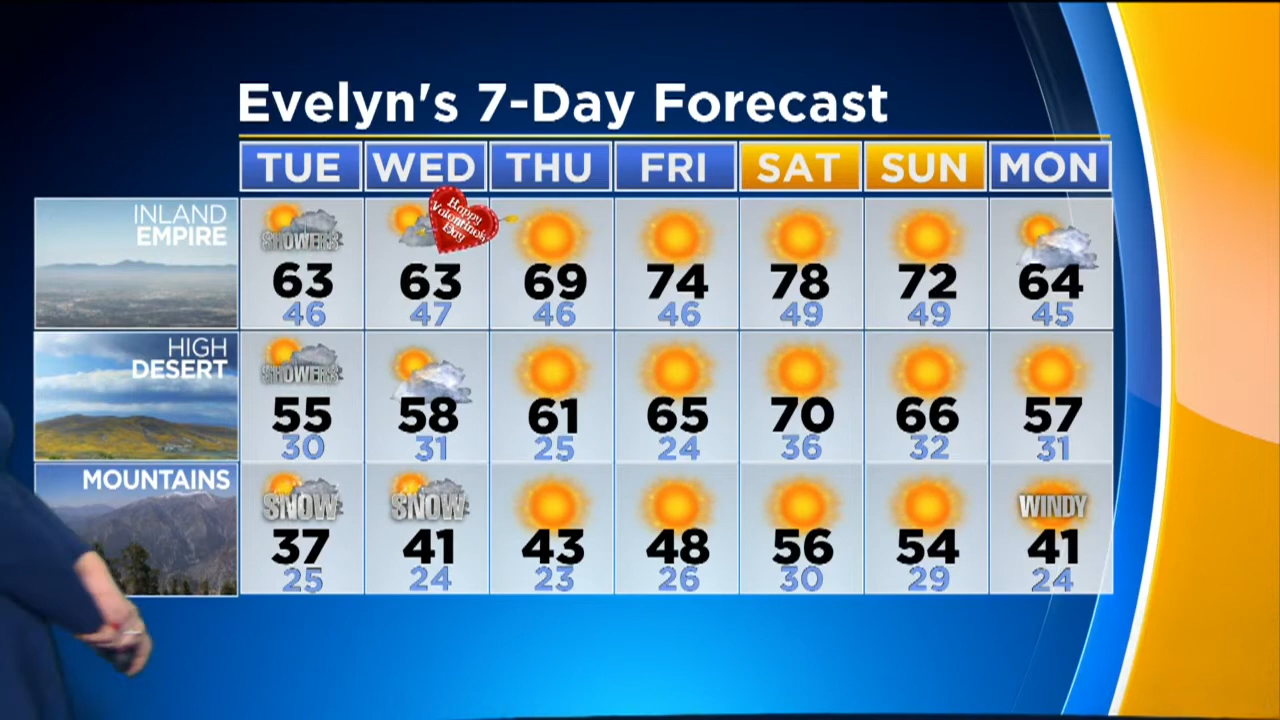 Evelyn's 7-Day Forecast
TUE WED THU FRI SAT SUN MON
INLAND
EMPIRE
SHOWERS
Happy
Valentine's
Day
63 63 69 74 78 72 64
46 47 46 46 49 49 45
HIGH
DESERT
SHOWERS
55 58 61 65 70 66 57
30 31 25 24 36 32 31
MOUNTAINS
SNOW SNOW WINDY
37 41 43 48 56 54 41
25 24 23 26 30 29 24